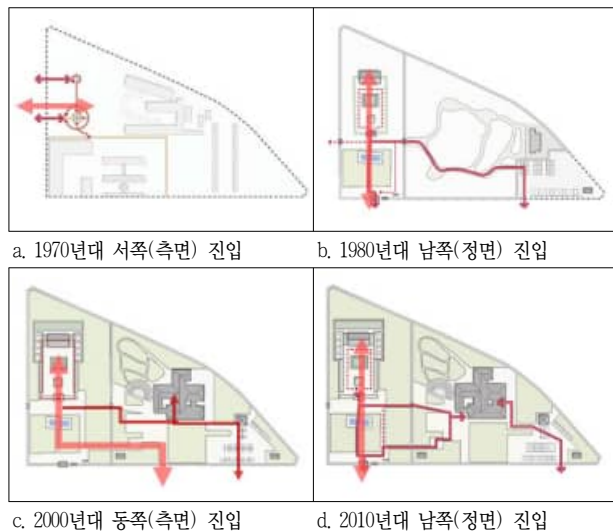 a. 1970년대 서쪽(측면) 진입
b. 1980년대 남쪽(정면) 진입
c. 2000년대 동쪽(측면) 진입
d. 2010년대 남쪽(정면) 진입